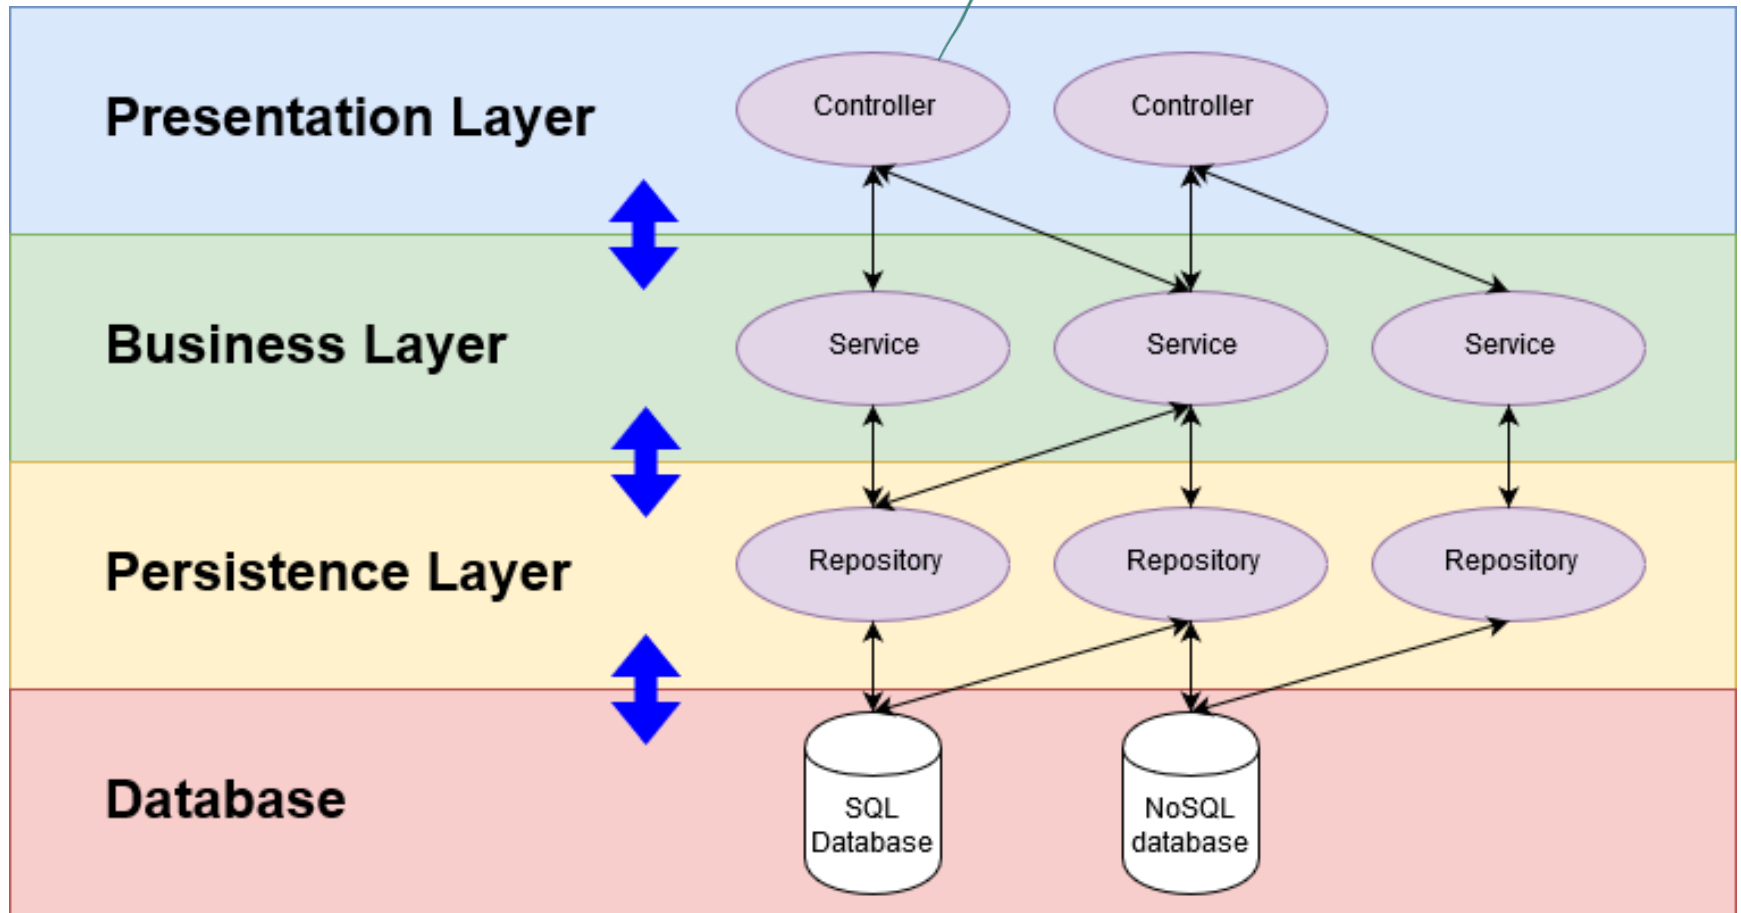 Presentation Layer
Controller
Controller
Business Layer
Service
Service
Service
Persistence Layer
Repository
Repository
Repository
Database
SQL
Database
NoSQL
database